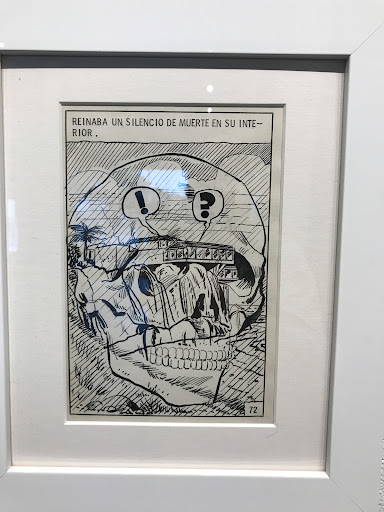 REINABA UN SILENCIO DE MUERTE EN SU INTE-
RIOR.
!
?
72